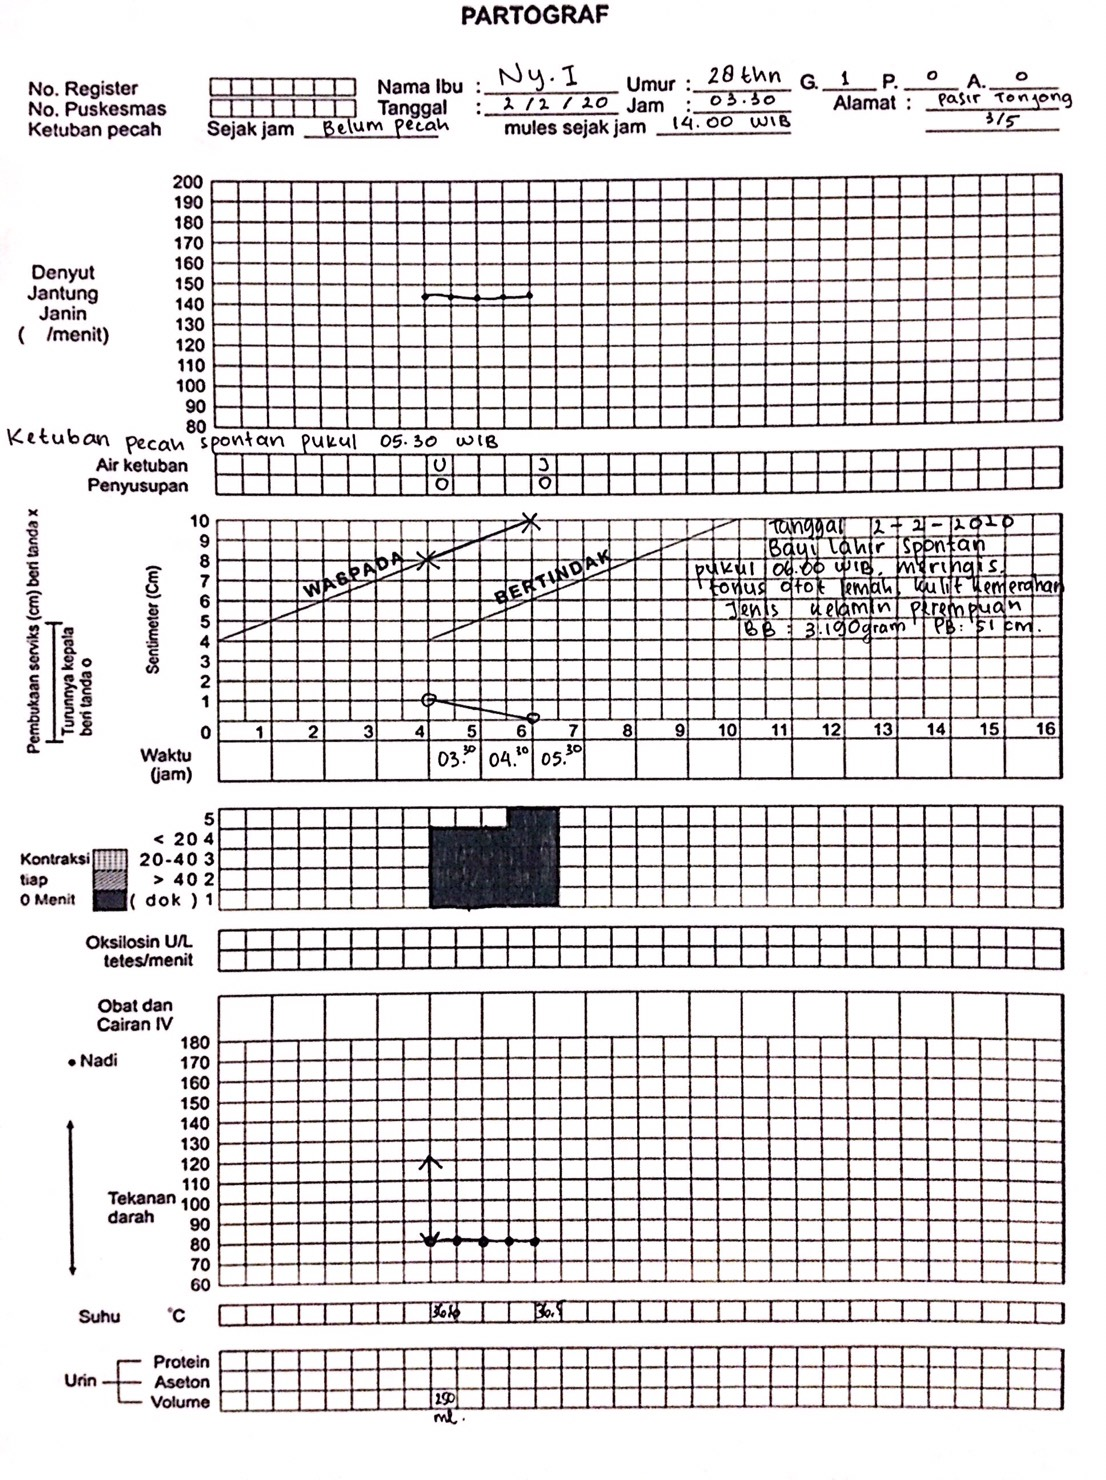 PARTOGRAF
No. Register
Nama Ibu : Ny. I Umur : 28 thn G. 1 P. 0 A. 0
No. Puskesmas
Tanggal : 2 / 2 / 20 Jam : 03.30 Alamat : Pasir Tonjong
3/5
Ketuban pecah Sejak jam Belum pecah mules sejak jam 14.00 WIB
200
190
180
170
160
150
140
130
120
110
100
90
80
Denyut
Jantung
Janin
( /menit)
Ketuban pecah spontan pukul 05.30 WIB
Air ketuban U J
Penyusupan 0 0
Pembukaan serviks (cm) beri tanda x
Turunnya kepala
beri tanda o
Sentimeter (Cm)
10
9
8
7
6
5
4
3
2
1
0
WASPADA
BERTINDAK
Tanggal 2-2-2020
Bayi lahir spontan
pukul 06.00 WIB. meringis.
tonus otot lemah, kulit kemerahan
Jenis kelamin perempuan
BB : 3.190gram PB: 51 cm.
1 2 3 4 5 6 7 8 9 10 11 12 13 14 15 16
Waktu
(jam)
03.30 04.30 05.30
5
< 20 4
Kontraksi 20-40 3
tiap > 40 2
0 Menit ( dok ) 1
Oksilosin U/L
tetes/menit
Obat dan
Cairan IV
180
170
160
150
140
130
120
110
100
90
80
70
60
• Nadi
Tekanan
darah
Suhu °C 36.5
Urin
Protein
Aseton
Volume 250
ml.